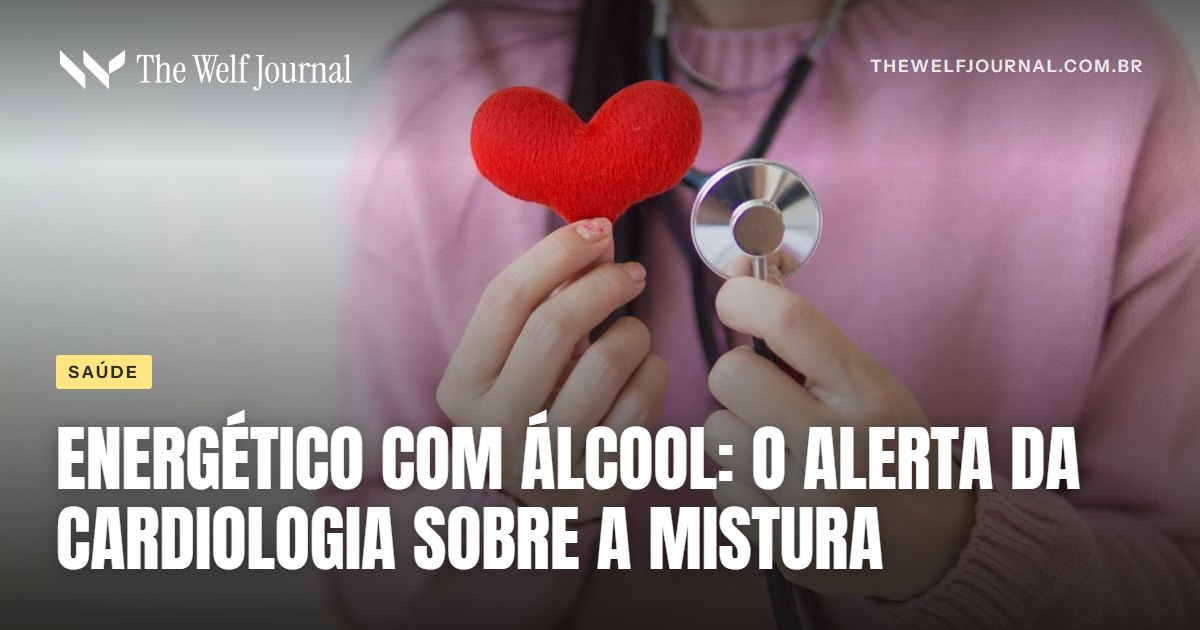 The Welf Journal
THEWELFJOURNAL.COM.BR
SAÚDE
ENERGÉTICO COM ÁLCOOL: O ALERTA DA
CARDIOLOGIA SOBRE A MISTURA